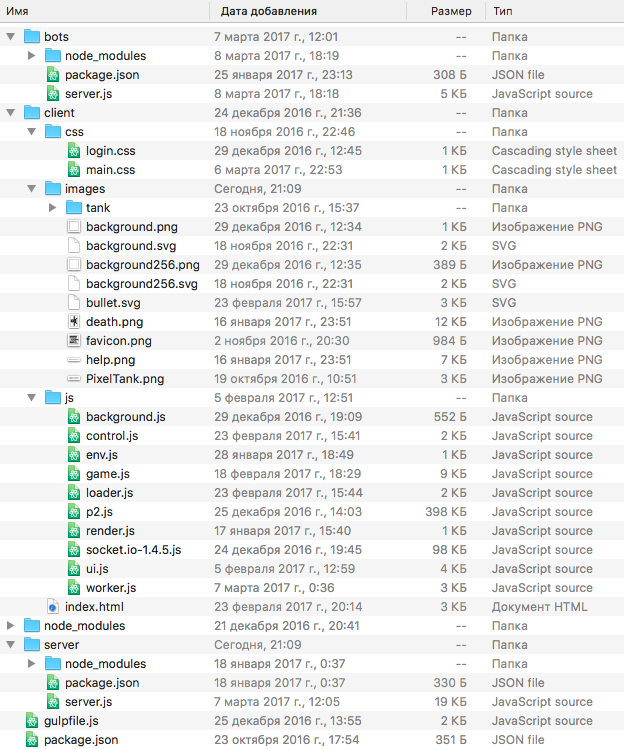 Имя Дата добавления Размер Тип
bots 7 марта 2017 г., 12:01 -- Папка
node_modules 8 марта 2017 г., 18:19 -- Папка
package.json 25 января 2017 г., 23:13 308 Б JSON file
server.js 8 марта 2017 г., 18:18 5 КБ JavaScript source
client 24 декабря 2016 г., 21:36 -- Папка
css 18 ноября 2016 г., 22:46 -- Папка
login.css 29 декабря 2016 г., 12:45 1 КБ Cascading style sheet
main.css 6 марта 2017 г., 22:53 1 КБ Cascading style sheet
images Сегодня, 21:09 -- Папка
tank 23 октября 2016 г., 15:37 -- Папка
background.png 29 декабря 2016 г., 12:34 1 КБ Изображение PNG
background.svg 18 ноября 2016 г., 22:31 2 КБ SVG
background256.png 29 декабря 2016 г., 12:35 389 Б Изображение PNG
background256.svg 18 ноября 2016 г., 22:31 2 КБ SVG
bullet.svg 23 февраля 2017 г., 15:57 3 КБ SVG
death.png 16 января 2017 г., 23:51 12 КБ Изображение PNG
favicon.png 2 ноября 2016 г., 20:30 984 Б Изображение PNG
help.png 16 января 2017 г., 23:51 7 КБ Изображение PNG
PixelTank.png 19 октября 2016 г., 10:51 3 КБ Изображение PNG
js 5 февраля 2017 г., 12:51 -- Папка
background.js 29 декабря 2016 г., 19:09 552 Б JavaScript source
control.js 23 февраля 2017 г., 15:41 2 КБ JavaScript source
env.js 28 января 2017 г., 18:49 1 КБ JavaScript source
game.js 18 февраля 2017 г., 18:29 9 КБ JavaScript source
loader.js 23 февраля 2017 г., 15:44 2 КБ JavaScript source
p2.js 25 декабря 2016 г., 14:03 398 КБ JavaScript source
render.js 17 января 2017 г., 15:40 1 КБ JavaScript source
socket.io-1.4.5.js 24 декабря 2016 г., 19:45 98 КБ JavaScript source
ui.js 5 февраля 2017 г., 12:59 4 КБ JavaScript source
worker.js 7 марта 2017 г., 0:36 3 КБ JavaScript source
index.html 23 февраля 2017 г., 20:14 3 КБ Документ HTML
node_modules 21 декабря 2016 г., 20:41 -- Папка
server Сегодня, 21:09 -- Папка
node_modules 18 января 2017 г., 0:37 -- Папка
package.json 18 января 2017 г., 0:37 330 Б JSON file
server.js 7 марта 2017 г., 12:05 19 КБ JavaScript source
gulpfile.js 25 декабря 2016 г., 13:55 2 КБ JavaScript source
package.json 23 октября 2016 г., 17:54 351 Б JSON file